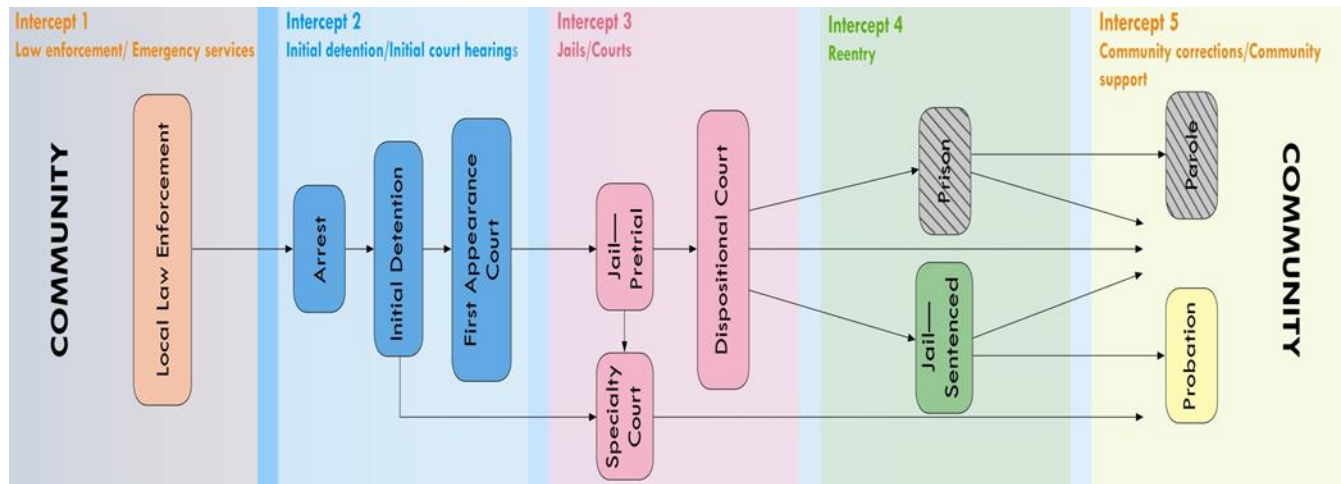 Intercept 1
Law enforcement/ Emergency services
COMMUNITY
Local Law Enforcement
Intercept 2
Initial detention/Initial court hearings
Arrest
Initial Detention
First Appearance
Court
Intercept 3
Jails/Courts
Jail—
Pretrial
Specialty
Court
Dispositional Court
Intercept 4
Reentry
Prison
Jail—
Sentenced
Intercept 5
Community corrections/Community
support
Parole
Probation
COMMUNITY